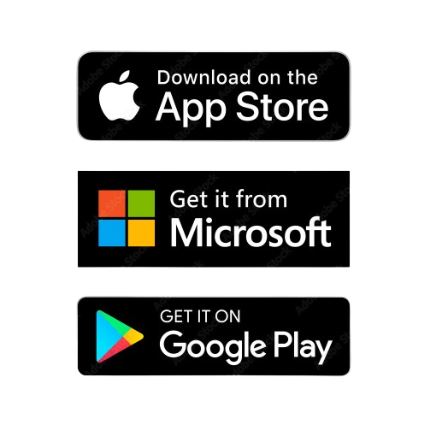 Download on the
App Store
Get it from
Microsoft
GET IT ON
Google Play